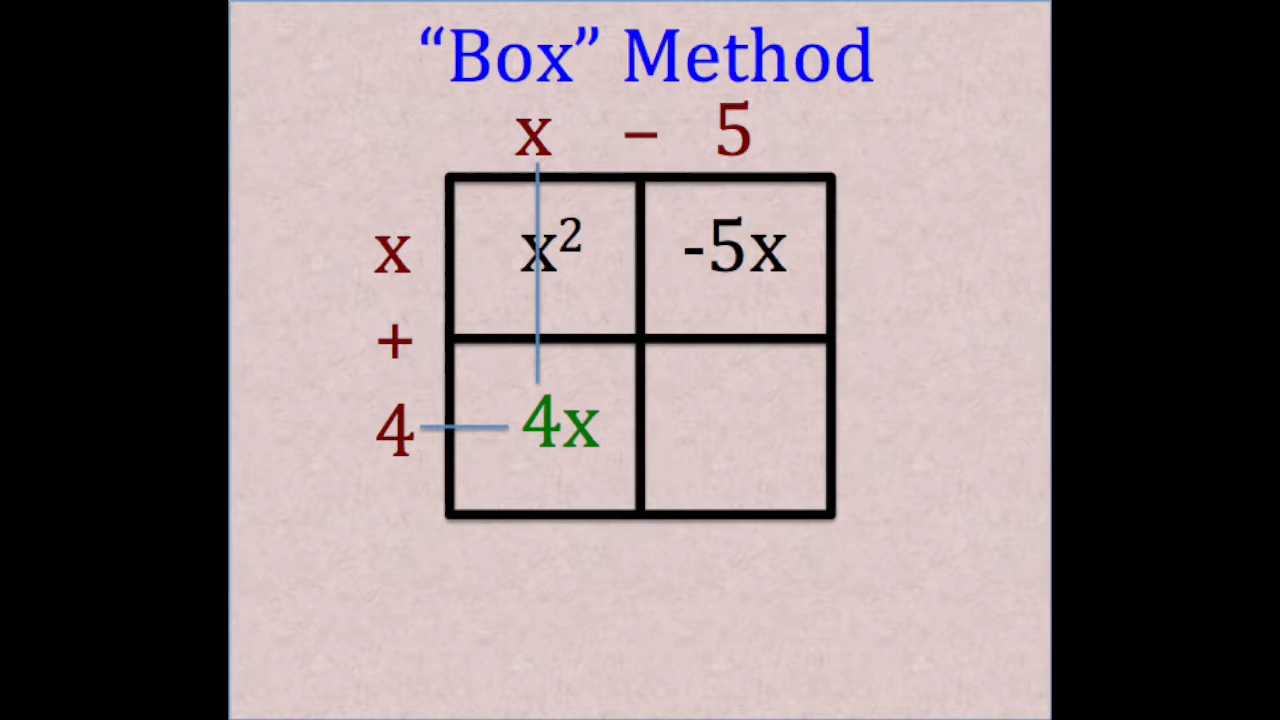 “Box” Method
x – 5
x x² -5x
+
4 4x